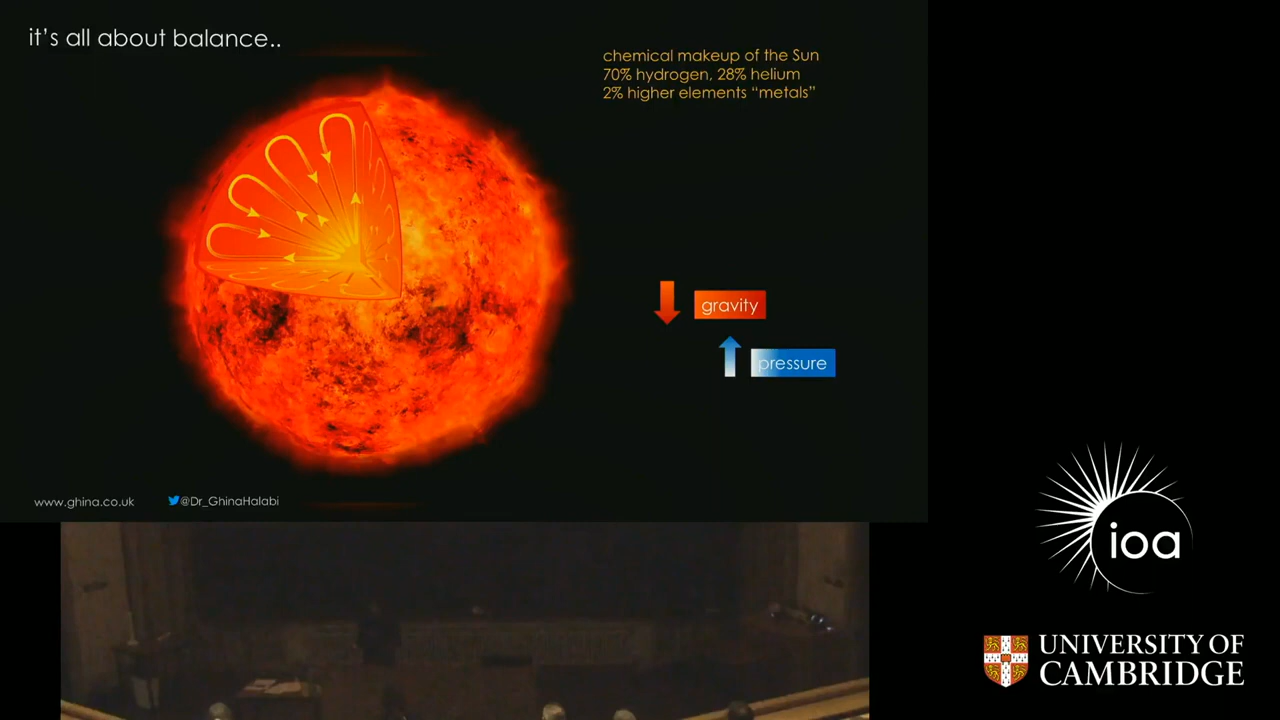 it's all about balance..
chemical makeup of the Sun
70% hydrogen, 28% helium
2% higher elements “metals”
gravity
pressure
www.ghina.co.uk @Dr_GhinaHalabi
ioa
UNIVERSITY OF
CAMBRIDGE